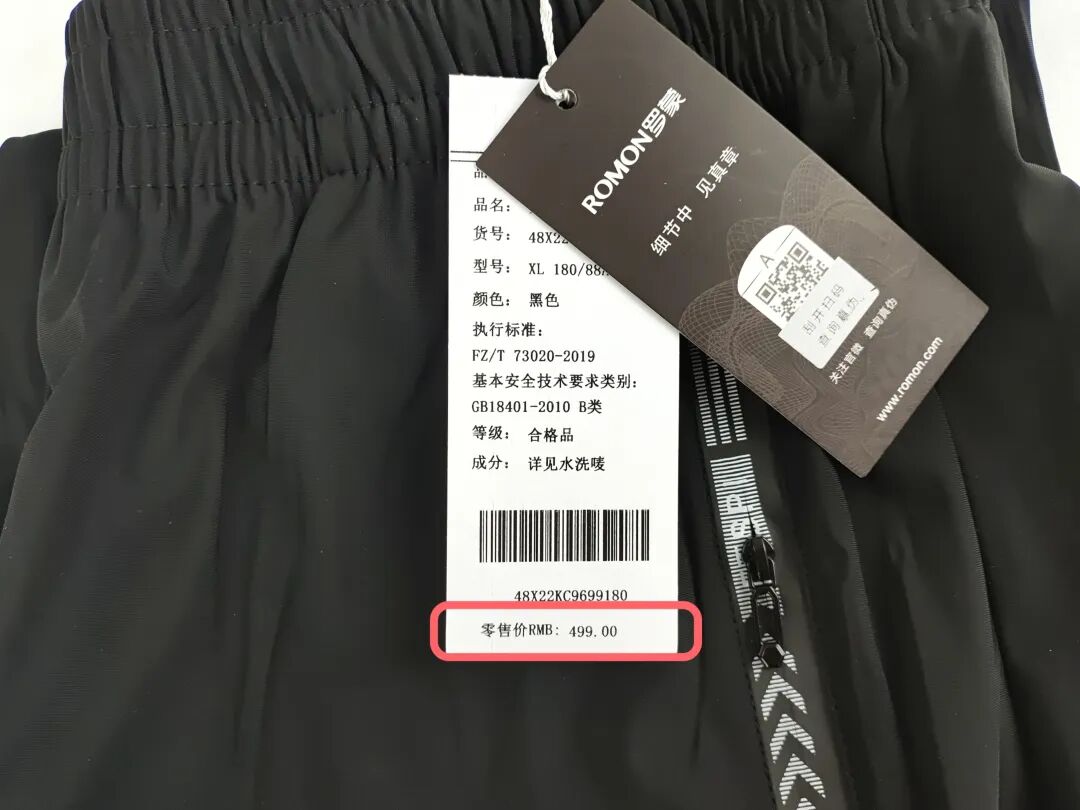 ROMON罗蒙
细节中 见真章
A
刮开扫码
查询真伪
关注官微 查询真伪
www.romon.com
品名:
货号: 48X22
型号: XL 180/88A
颜色: 黑色
执行标准:
FZ/T 73020-2019
基本安全技术要求类别:
GB18401-2010 B类
等级: 合格品
成分: 详见水洗唛
48X22KC9699180
零售价RMB: 499.00